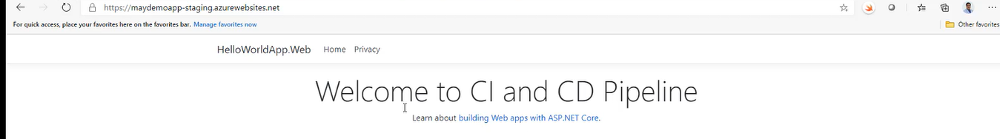 https://maydemoapp-staging.azurewebsites.net
For quick access, place your favorites here on the favorites bar. Manage favorites now
Other favorites
HelloWorldApp.Web Home Privacy
Welcome to CI and CD Pipeline
Learn about building Web apps with ASP.NET Core.